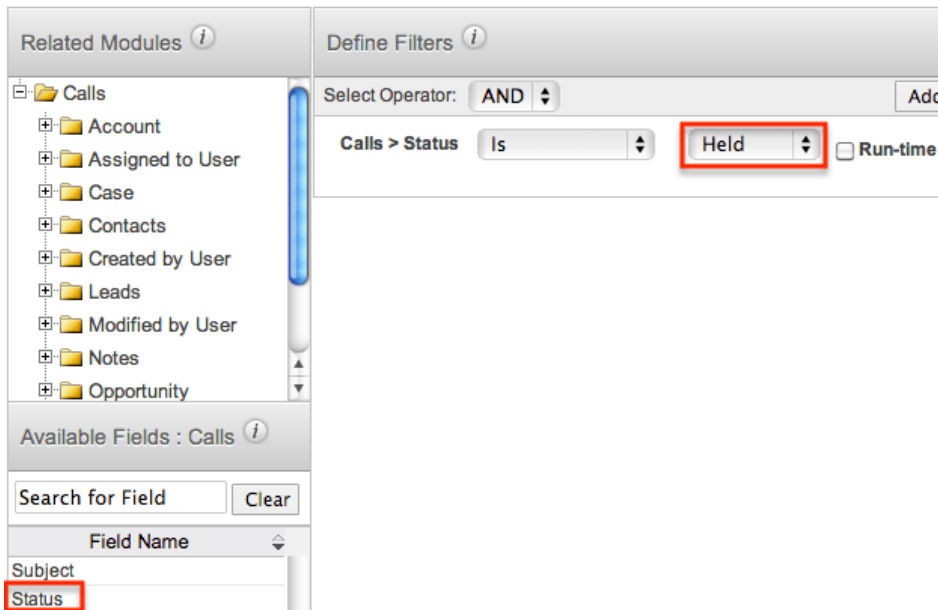 Related Modules i
Calls
Account
Assigned to User
Case
Contacts
Created by User
Leads
Modified by User
Notes
Opportunity
Available Fields : Calls i
Search for Field Clear
Field Name
Subject
Status
Define Filters i
Select Operator: AND Add
Calls > Status Is Held Run-time